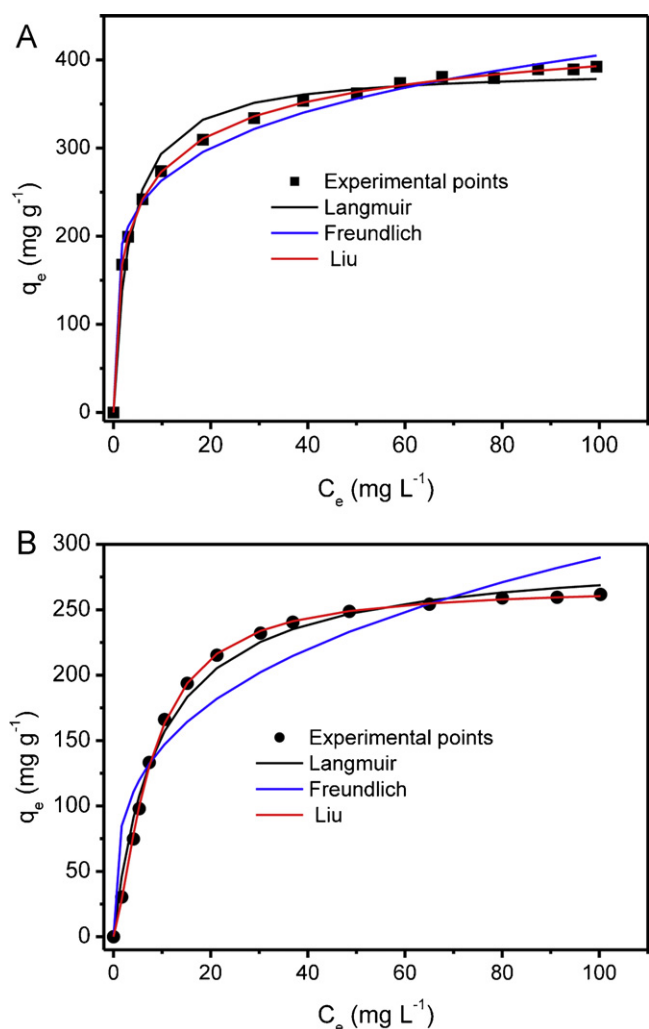 A
400
300
200
100
0
qe (mg g-1)
Experimental points
Langmuir
Freundlich
Liu
0 20 40 60 80 100
Ce (mg L-1)
B
300
250
200
150
100
50
0
qe (mg g-1)
Experimental points
Langmuir
Freundlich
Liu
0 20 40 60 80 100
Ce (mg L-1)